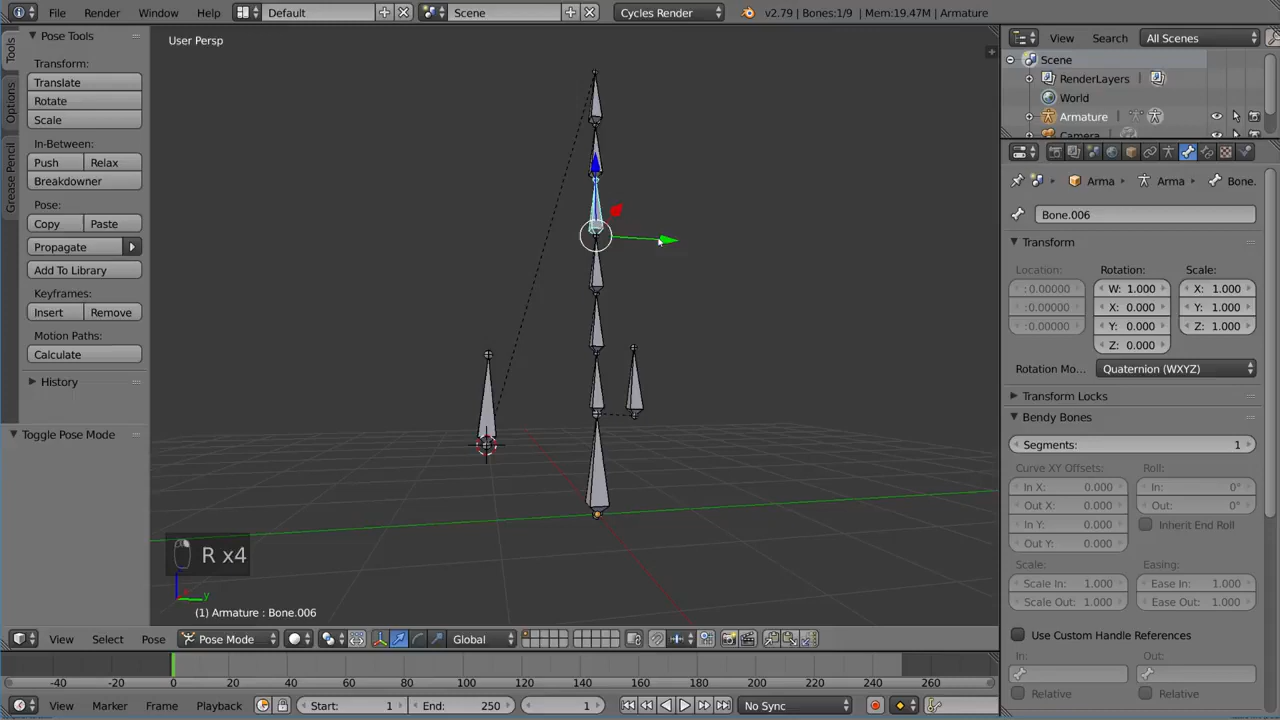 File Render Window Help Default Scene Cycles Render v2.79 | Bones:1/9 | Mem:19.47M | Armature
Tools
Options
Grease Pencil
Pose Tools
Transform:
Translate
Rotate
Scale
In-Between:
Push Relax
Breakdowner
Pose:
Copy Paste
Propagate
Add To Library
Keyframes:
Insert Remove
Motion Paths:
Calculate
History
Toggle Pose Mode
User Persp
R x4
z
y
(1) Armature : Bone.006
View Select Pose Pose Mode Global
-40 -20 0 20 40 60 80 100 120 140 160 180 200 220 240 260
View Marker Frame Playback Start: 1 End: 250 1 No Sync
View Search All Scenes
Scene
RenderLayers
World
Armature
Camera
Arma Arma Bone.
Bone.006
Transform
Location: Rotation: Scale:
:0.00000 W: 1.000 X: 1.000
:0.00000 X: 0.000 Y: 1.000
:0.00000 Y: 0.000 Z: 1.000
Z: 0.000
Rotation Mo... Quaternion (WXYZ)
Transform Locks
Bendy Bones
Segments: 1
Curve XY Offsets: Roll:
In X: 0.000 In: 0°
Out X: 0.000 Out: 0°
In Y: 0.000 Inherit End Roll
Out Y: 0.000
Scale: Easing:
Scale In: 1.000 Ease In: 1.000
Scale Out: 1.000 Ease Out: 1.000
Use Custom Handle References
In: Out:
Relative Relative